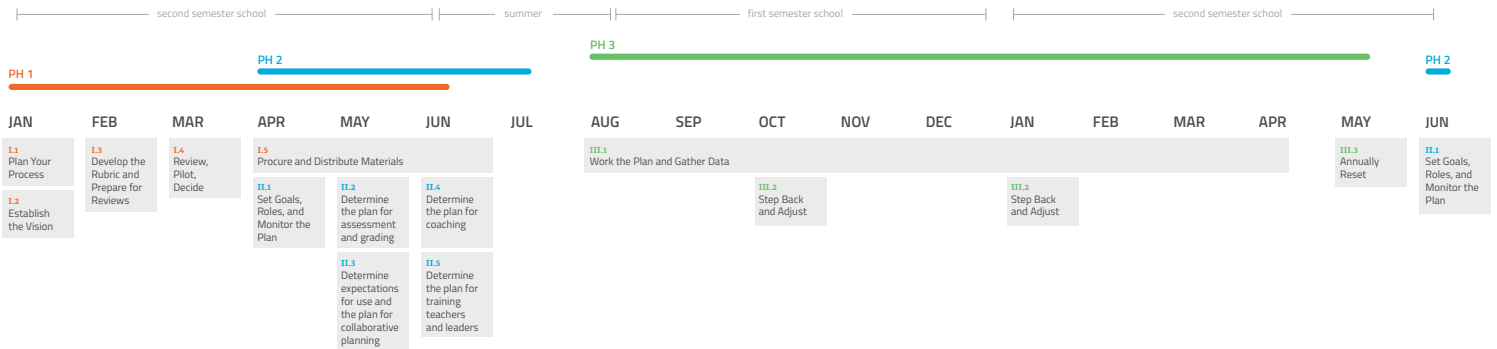 second semester school
summer
first semester school
second semester school
PH 1
PH 2
PH 3
PH 2
JAN
FEB
MAR
APR
MAY
JUN
JUL
AUG
SEP
OCT
NOV
DEC
JAN
FEB
MAR
APR
MAY
JUN
I.1
Plan Your
Process
I.2
Establish
the Vision
I.3
Develop the
Rubric and
Prepare for
Reviews
I.4
Review,
Pilot,
Decide
I.5
Procure and Distribute Materials
II.1
Set Goals,
Roles, and
Monitor the
Plan
II.2
Determine
the plan for
assessment
and grading
II.3
Determine
expectations
for use and
the plan for
collaborative
planning
II.4
Determine
the plan for
coaching
II.5
Determine
the plan for
training
teachers
and leaders
III.1
Work the Plan and Gather Data
III.2
Step Back
and Adjust
III.2
Step Back
and Adjust
III.3
Annually
Reset
II.1
Set Goals,
Roles, and
Monitor the
Plan